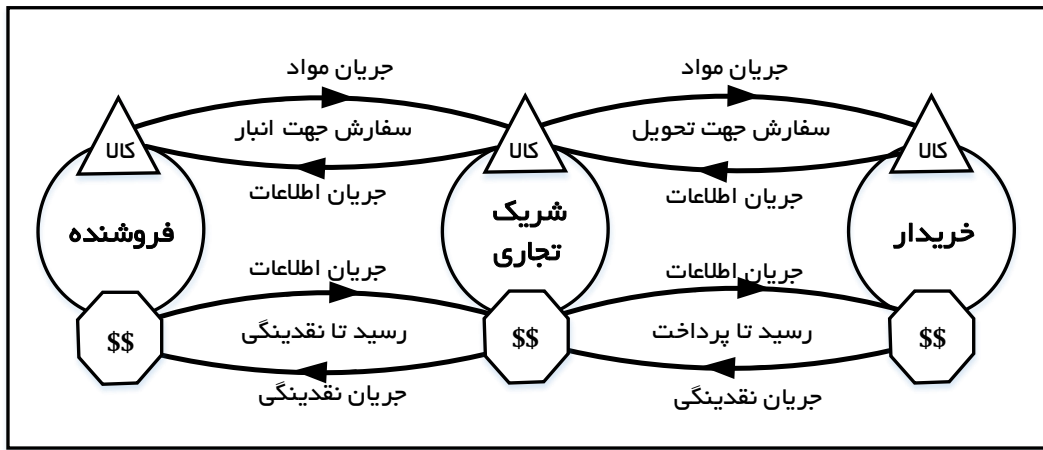 جریان مواد
جریان مواد
سفارش جهت تحویل
سفارش جهت انبار
کالا
کالا
کالا
جریان اطلاعات
جریان اطلاعات
خریدار
شریک
تجاری
فروشنده
جریان اطلاعات
جریان اطلاعات
$$
رسید تا پرداخت
$$
رسید تا نقدینگی
$$
جریان نقدینگی
جریان نقدینگی